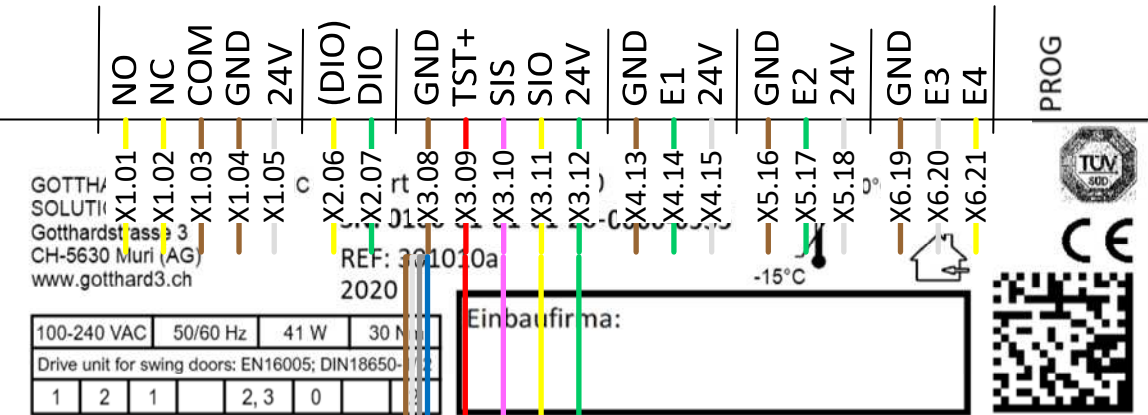 NO NC COM GND 24V (DIO) DIO GND TST+ SIS SIO 24V GND E1 24V GND E2 24V GND E3 E4 PROG
X1.01 X1.02 X1.03 X1.04 X1.05 X2.06 X2.07 X3.08 X3.09 X3.10 X3.11 X3.12 X4.13 X4.14 X4.15 X5.16 X5.17 X5.18 X6.19 X6.20 X6.21
TÜV
SÜD
Gotthardstrasse 3
CH-5630 Muri (AG)
www.gotthard3.ch
2020
-15°C
CE
Einbaufirma:
100-240 VAC 50/60 Hz 41 W 30
Drive unit for swing doors: EN16005; DIN18650-
1 2 1 2, 3 0